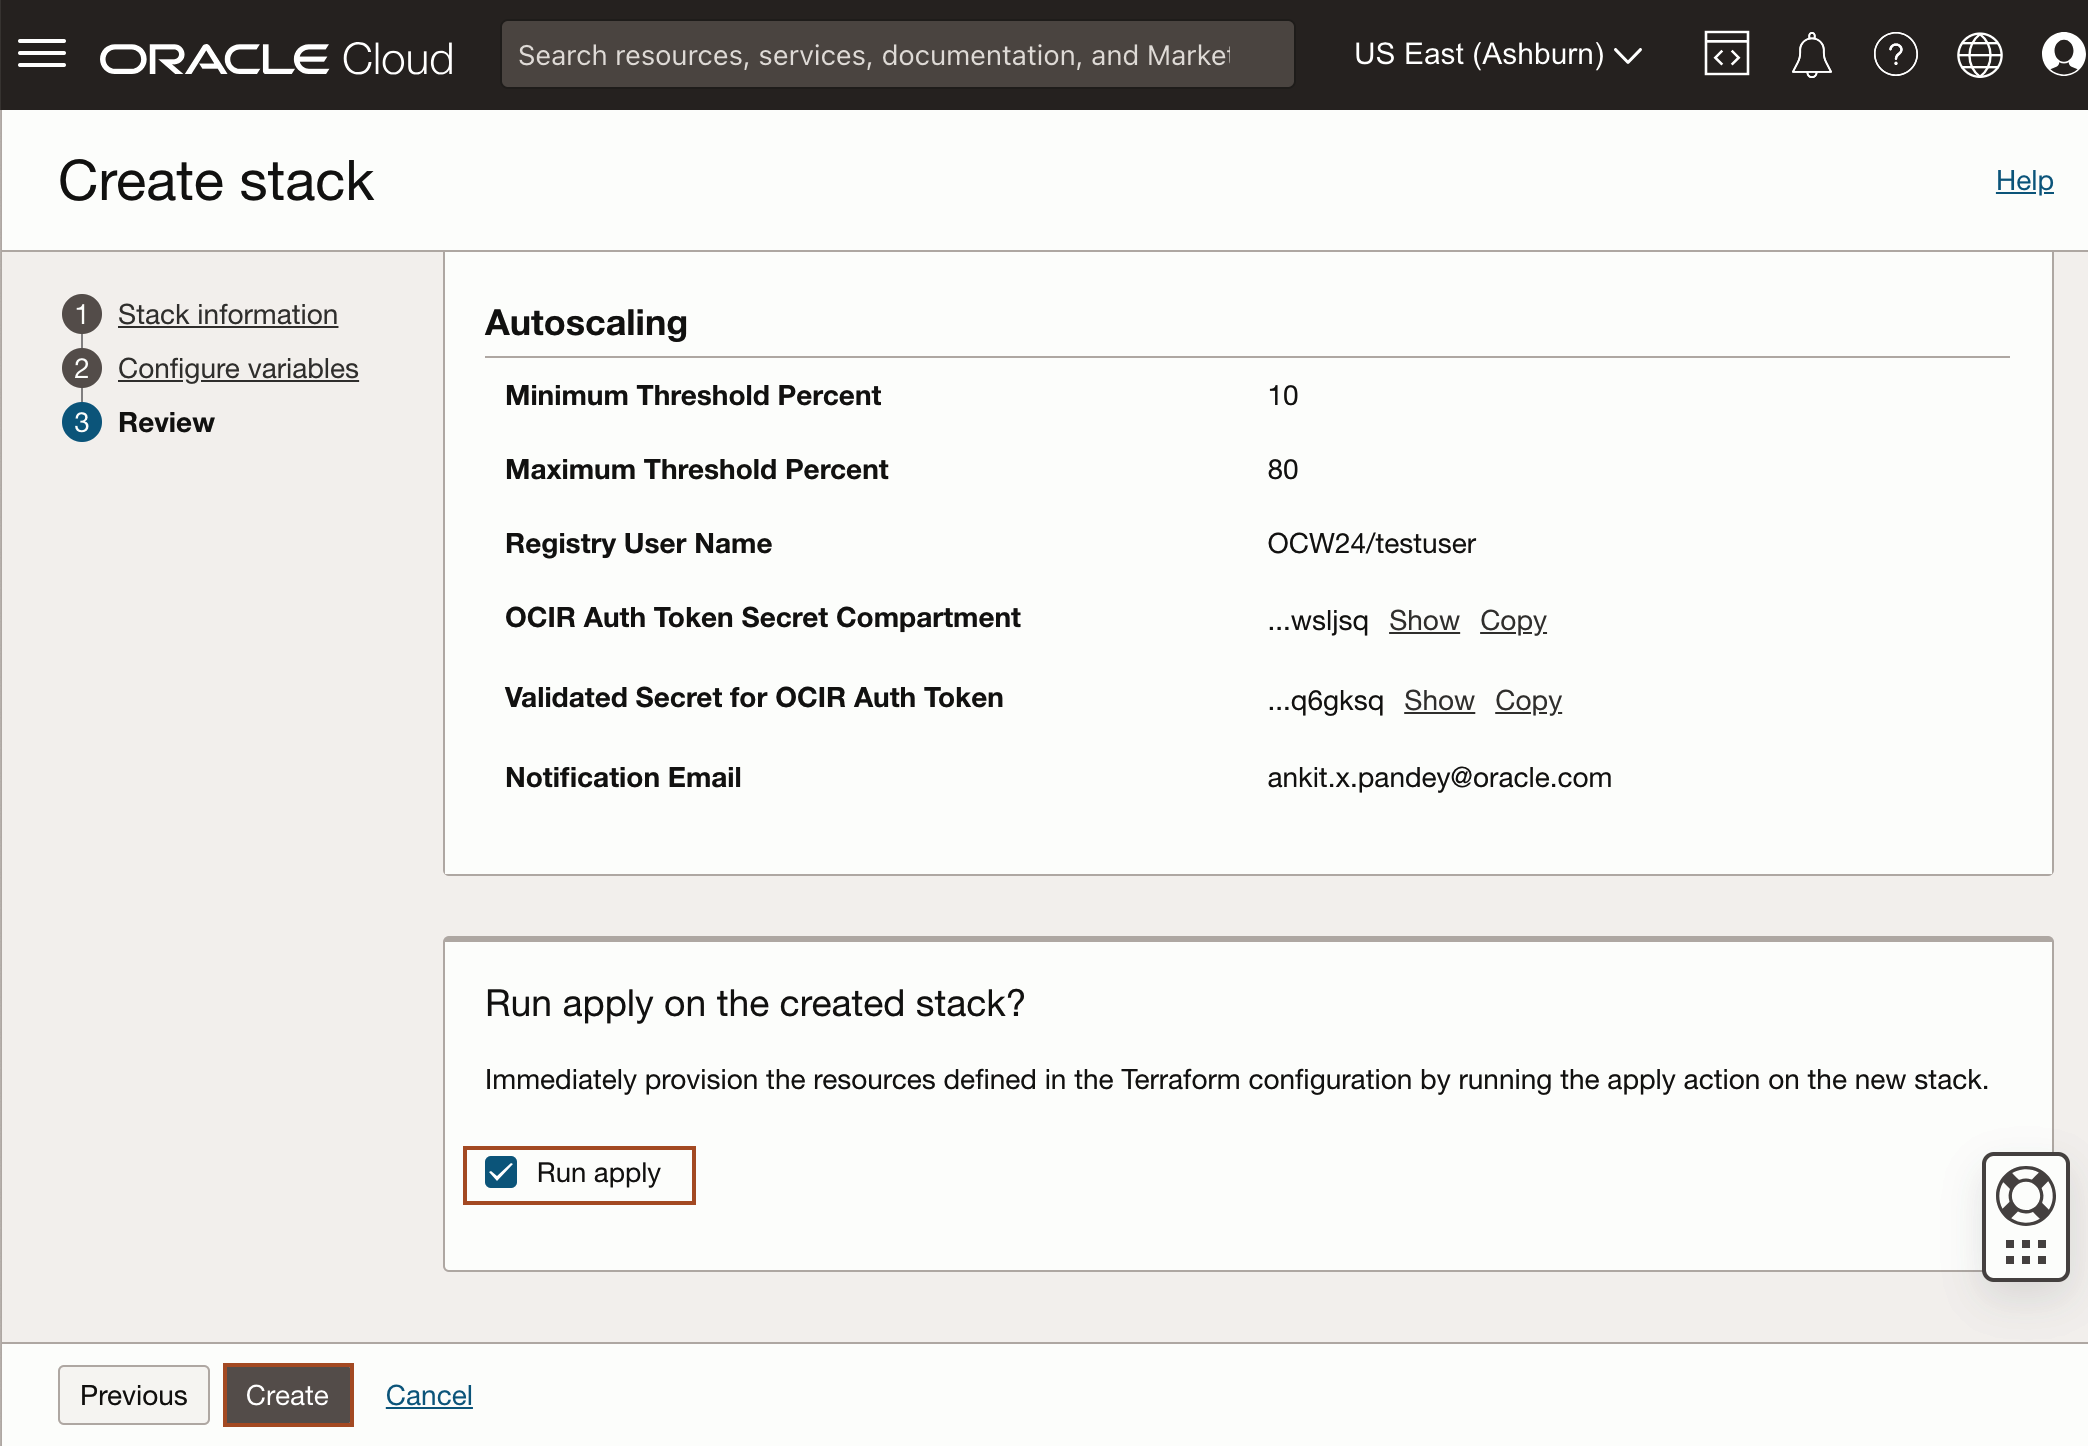 ORACLE Cloud
Search resources, services, documentation, and Market
US East (Ashburn)
Create stack
Help
1 Stack information
2 Configure variables
3 Review
Autoscaling
Minimum Threshold Percent 10
Maximum Threshold Percent 80
Registry User Name OCW24/testuser
OCIR Auth Token Secret Compartment ...wsljsq Show Copy
Validated Secret for OCIR Auth Token ...q6gksq Show Copy
Notification Email ankit.x.pandey@oracle.com
Run apply on the created stack?
Immediately provision the resources defined in the Terraform configuration by running the apply action on the new stack.
Run apply
Previous Create Cancel